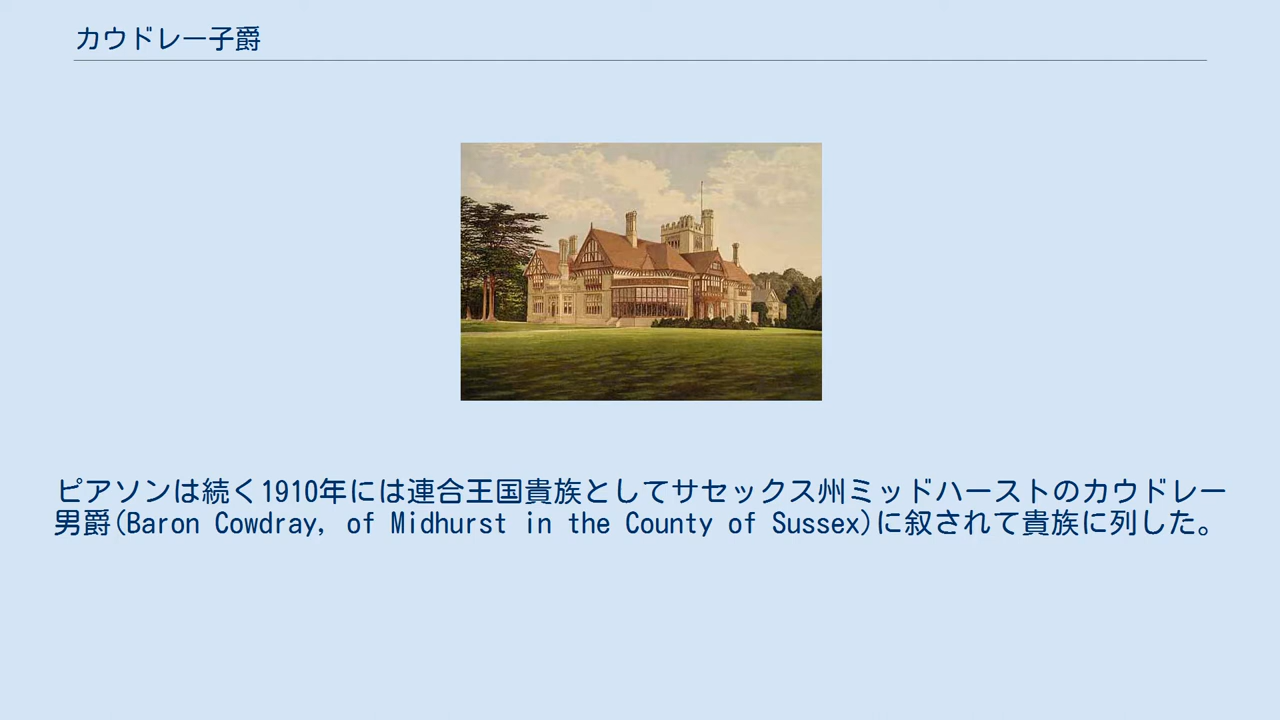 カウドレー子爵
ピアソンは続く1910年には連合王国貴族としてサセックス州ミッドハーストのカウドレー
男爵(Baron Cowdray, of Midhurst in the County of Sussex)に叙されて貴族に列した。